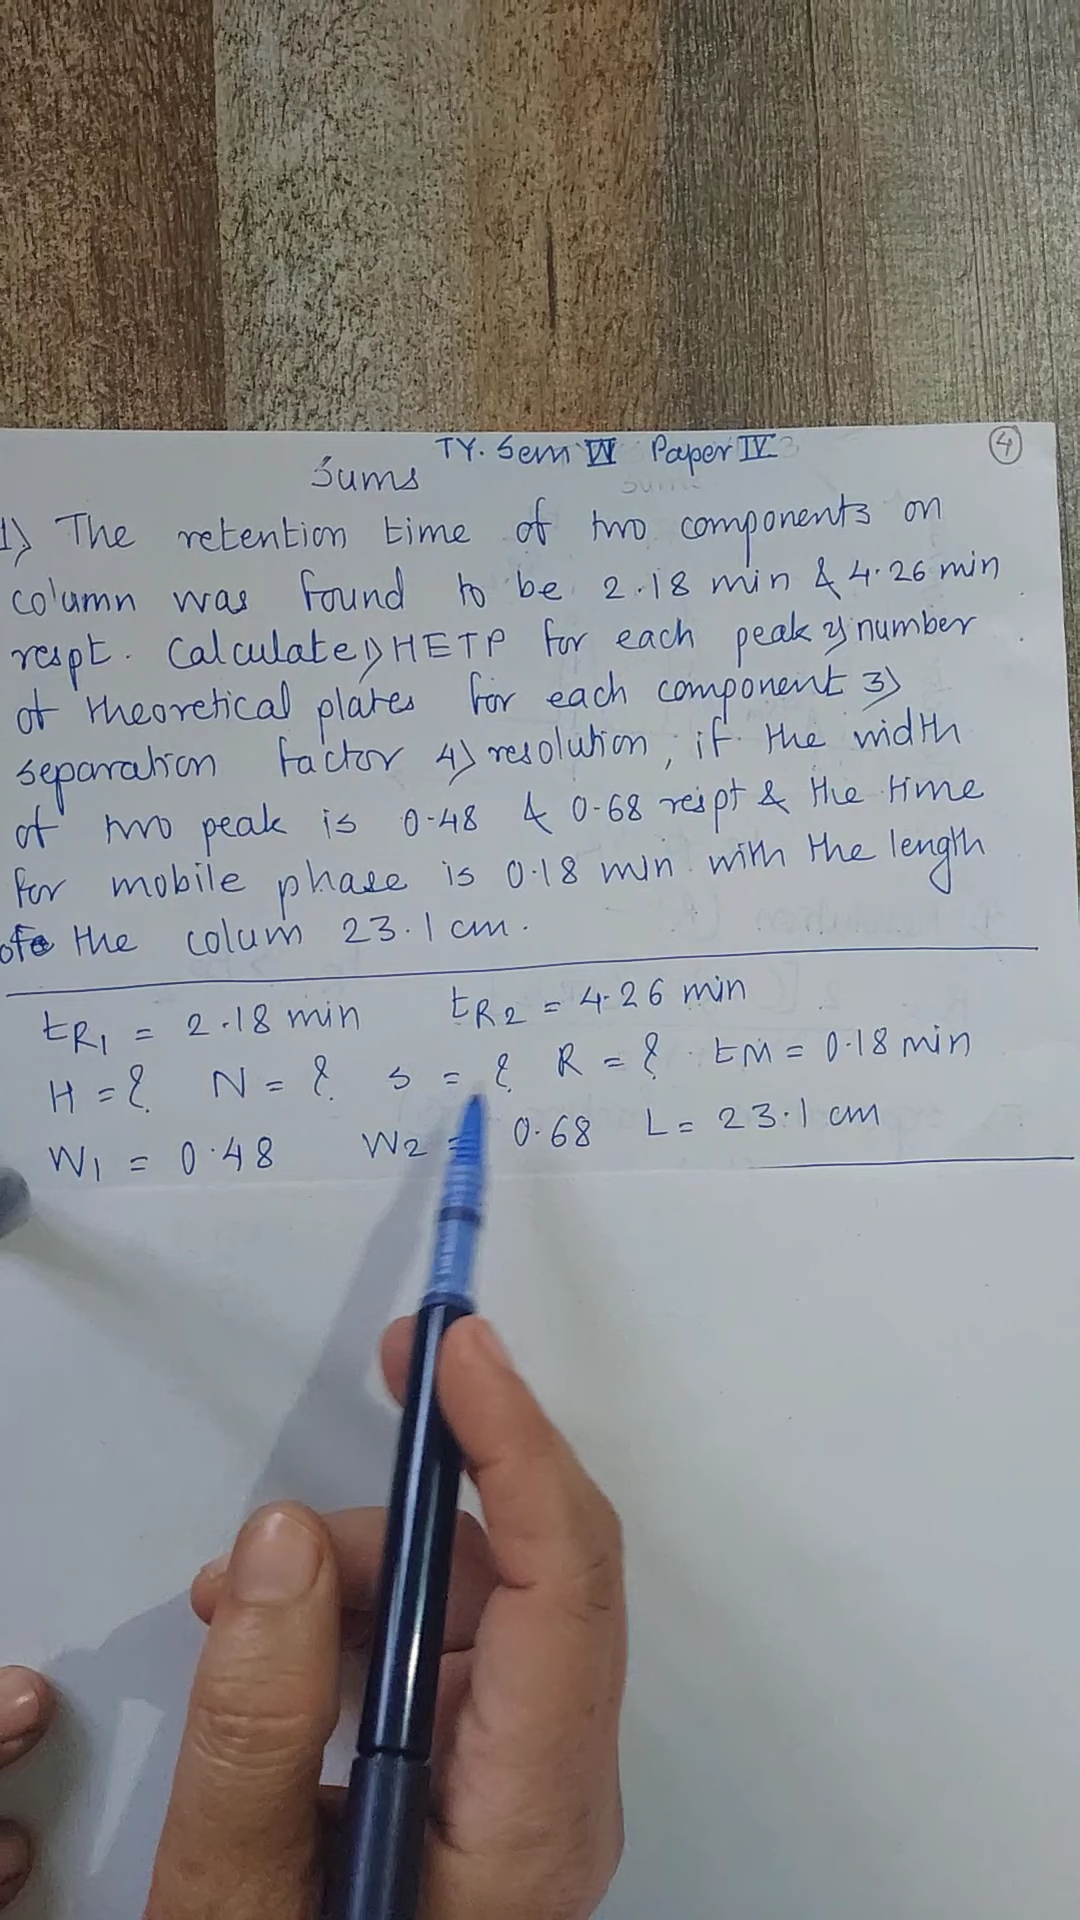 TY. Sem VI Paper IV
4
Sums
1) The retention time of two components on
column was found to be 2.18 min & 4.26 min
respt. Calculate 1) HETP for each peak 2) number
of theoretical plates for each component 3)
separation factor 4) resolution, if the width
of two peak is 0.48 & 0.68 respt & the time
for mobile phase is 0.18 min with the length
of the colum 23.1 cm.
tR1 = 2.18 min tR2 = 4.26 min
H = ? N = ? S = ? R = ? tM = 0.18 min
W1 = 0.48 W2 = 0.68 L = 23.1 cm